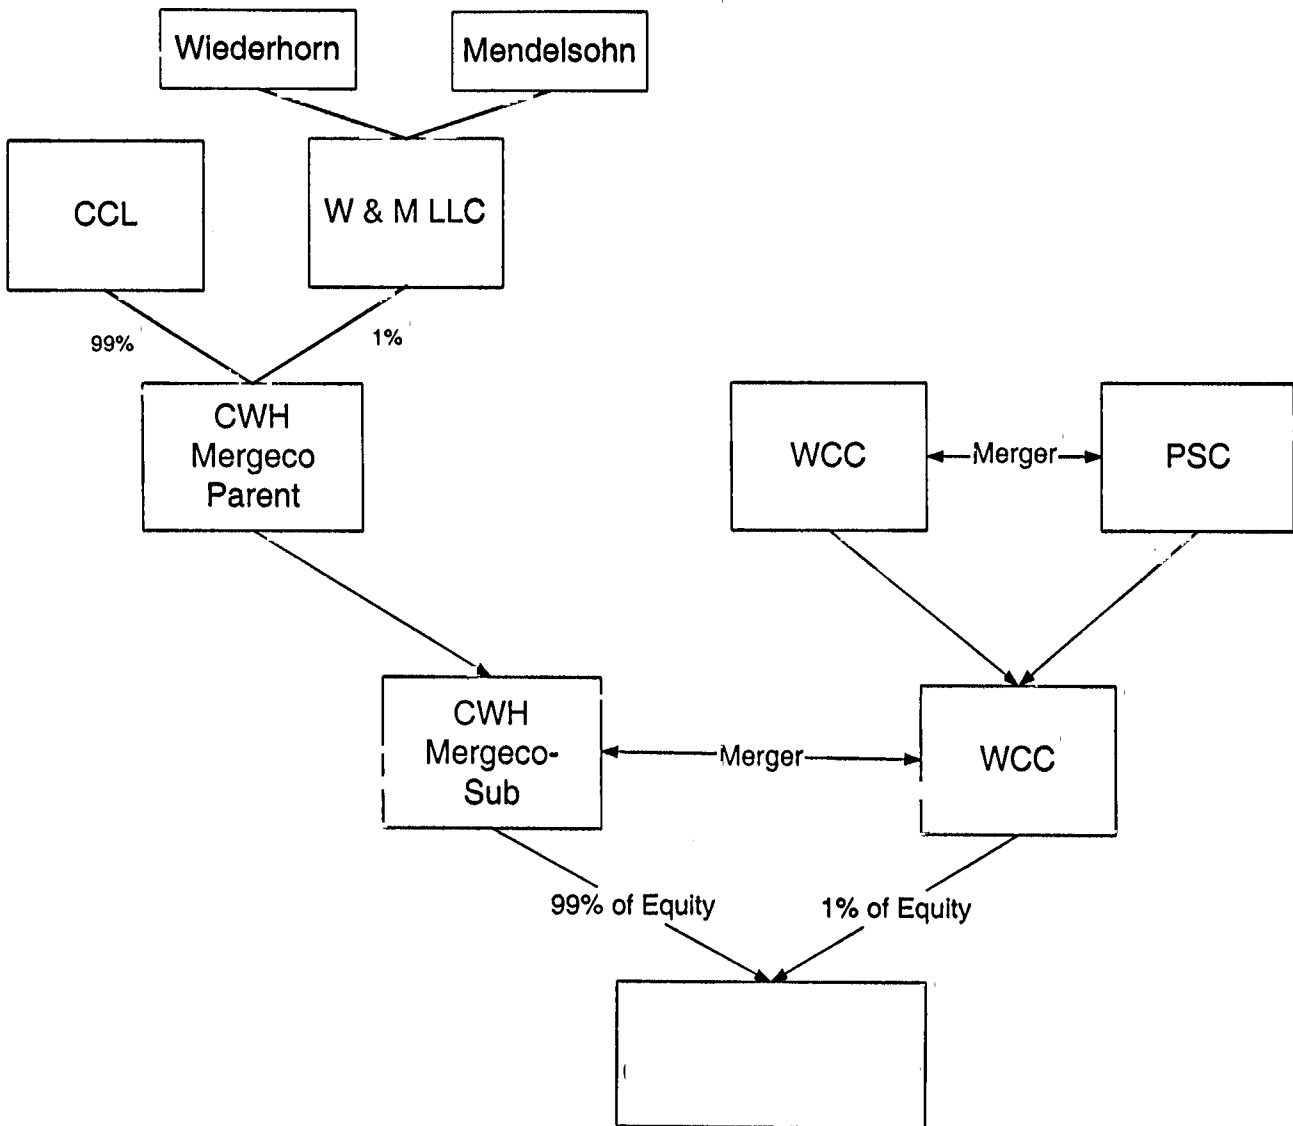 Wiederhorn
Mendelsohn
CCL
W & M LLC
99%
1%
CWH
Mergeco
Parent
WCC
Merger
PSC
CWH
Mergeco-
Sub
Merger
WCC
99% of Equity
1% of Equity